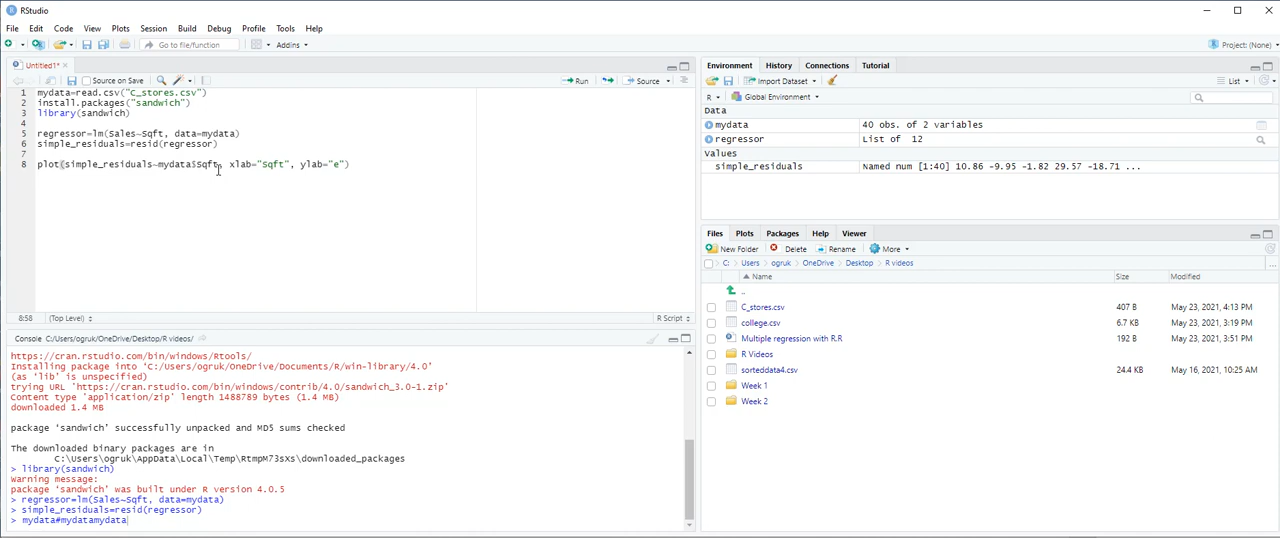 RStudio
File Edit Code View Plots Session Build Debug Profile Tools Help
Go to file/function Addins Project: (None)
Untitled1*
Source on Save Run Source
1 mydata=read.csv("C_stores.csv")
2 install.packages("sandwich")
3 library(sandwich)
4
5 regressor=lm(Sales~Sqft, data=mydata)
6 simple_residuals=resid(regressor)
7
8 plot(simple_residuals~mydata$Sqft, xlab="Sqft", ylab="e")
8:58 (Top Level) R Script
Console C:/Users/ogruk/OneDrive/Desktop/R videos/
https://cran.rstudio.com/bin/windows/Rtools/
Installing package into 'C:/Users/ogruk/OneDrive/Documents/R/win-library/4.0'
(as 'lib' is unspecified)
trying URL 'https://cran.rstudio.com/bin/windows/contrib/4.0/sandwich_3.0-1.zip'
Content type 'application/zip' length 1488789 bytes (1.4 MB)
downloaded 1.4 MB
package 'sandwich' successfully unpacked and MD5 sums checked
The downloaded binary packages are in
C:\Users\ogruk\AppData\Local\Temp\RtmpM73sXs\downloaded_packages
> library(sandwich)
Warning message:
package 'sandwich' was built under R version 4.0.5
> regressor=lm(Sales~Sqft, data=mydata)
> simple_residuals=resid(regressor)
> mydata#mydatamydata
Environment History Connections Tutorial
Import Dataset List
R Global Environment
Data
mydata 40 obs. of 2 variables
regressor List of 12
Values
simple_residuals Named num [1:40] 10.86 -9.95 -1.82 29.57 -18.71 ...
Files Plots Packages Help Viewer
New Folder Delete Rename More
C: Users ogruk OneDrive Desktop R videos ...
Name Size Modified
..
C_stores.csv 407 B May 23, 2021, 4:13 PM
college.csv 6.7 KB May 23, 2021, 3:19 PM
Multiple regression with R.R 192 B May 23, 2021, 3:51 PM
R Videos
sorteddata4.csv 24.4 KB May 16, 2021, 10:25 AM
Week 1
Week 2